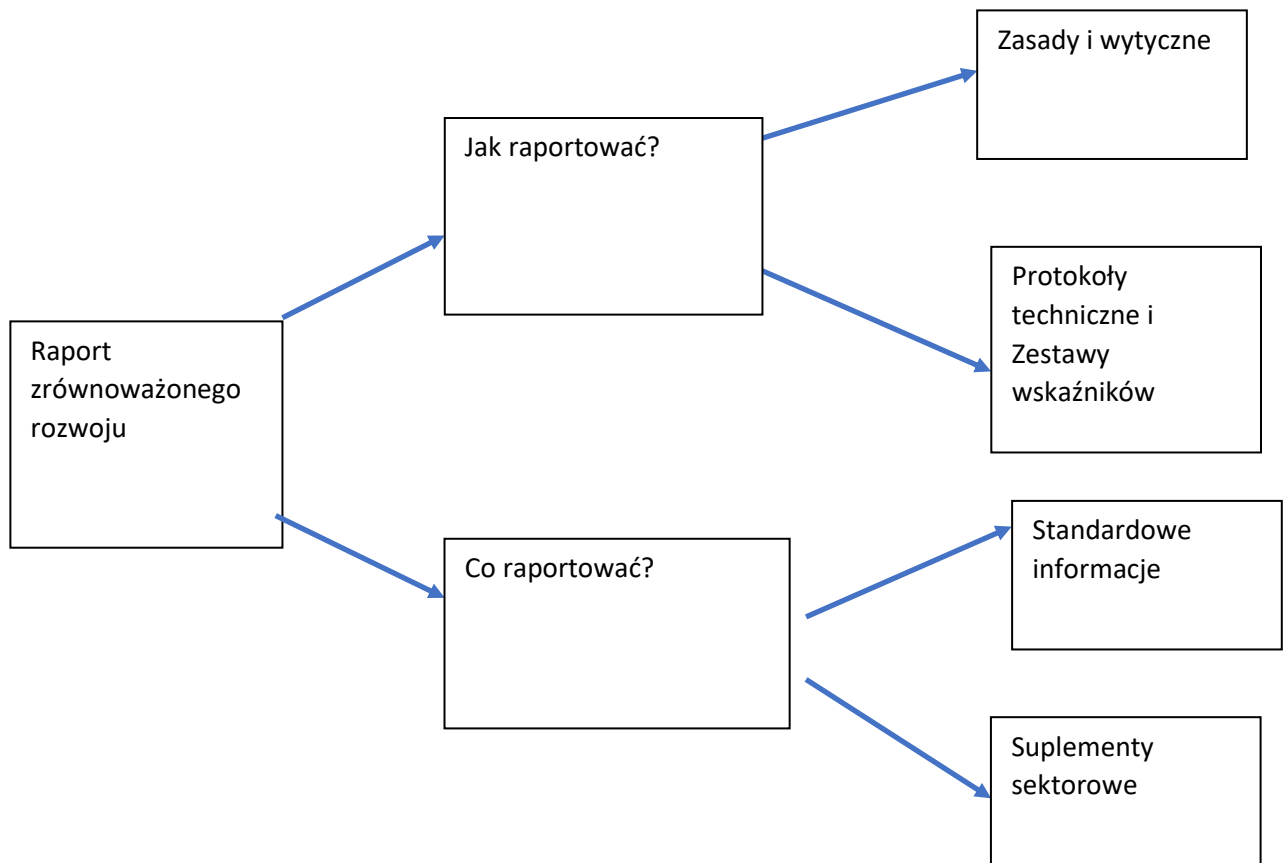 Zasady i wytyczne
Jak raportować?
Protokoły
techniczne i
Zestawy
wskaźników
Raport
zrównoważonego
rozwoju
Standardowe
informacje
Co raportować?
Suplementy
sektorowe